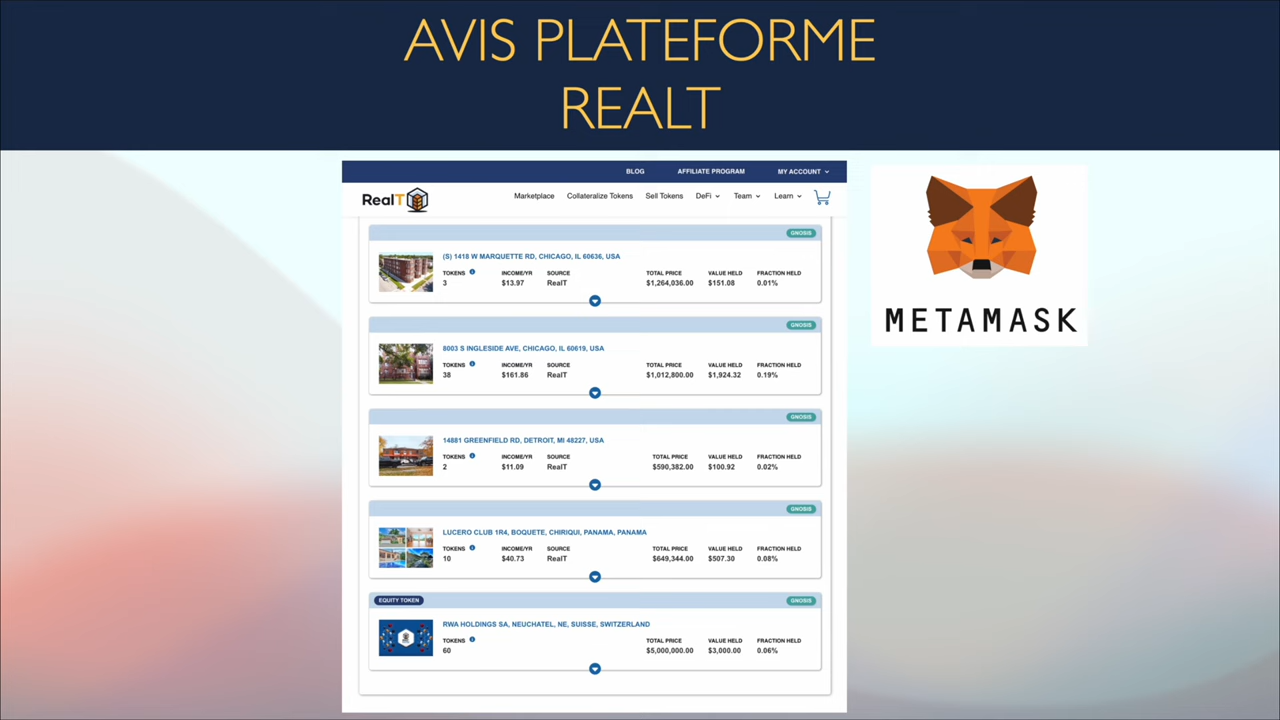 AVIS PLATEFORME
REALT
BLOG AFFILIATE PROGRAM MY ACCOUNT
RealT Marketplace Collateralize Tokens Sell Tokens DeFi Team Learn
GNOSIS
(S) 1418 W MARQUETTE RD, CHICAGO, IL 60636, USA
TOKENS INCOME/YR SOURCE TOTAL PRICE VALUE HELD FRACTION HELD
3 $13.97 RealT $1,264,036.00 $151.08 0.01%
GNOSIS
8003 S INGLESIDE AVE, CHICAGO, IL 60619, USA
TOKENS INCOME/YR SOURCE TOTAL PRICE VALUE HELD FRACTION HELD
38 $161.86 RealT $1,012,800.00 $1,924.32 0.19%
GNOSIS
14881 GREENFIELD RD, DETROIT, MI 48227, USA
TOKENS INCOME/YR SOURCE TOTAL PRICE VALUE HELD FRACTION HELD
2 $11.09 RealT $590,382.00 $100.92 0.02%
GNOSIS
LUCERO CLUB 1R4, BOQUETE, CHIRIQUI, PANAMA, PANAMA
TOKENS INCOME/YR SOURCE TOTAL PRICE VALUE HELD FRACTION HELD
10 $40.73 RealT $649,344.00 $507.30 0.08%
EQUITY TOKEN GNOSIS
RWA HOLDINGS SA, NEUCHATEL, NE, SUISSE, SWITZERLAND
TOKENS TOTAL PRICE VALUE HELD FRACTION HELD
60 $5,000,000.00 $3,000.00 0.06%
METAMASK